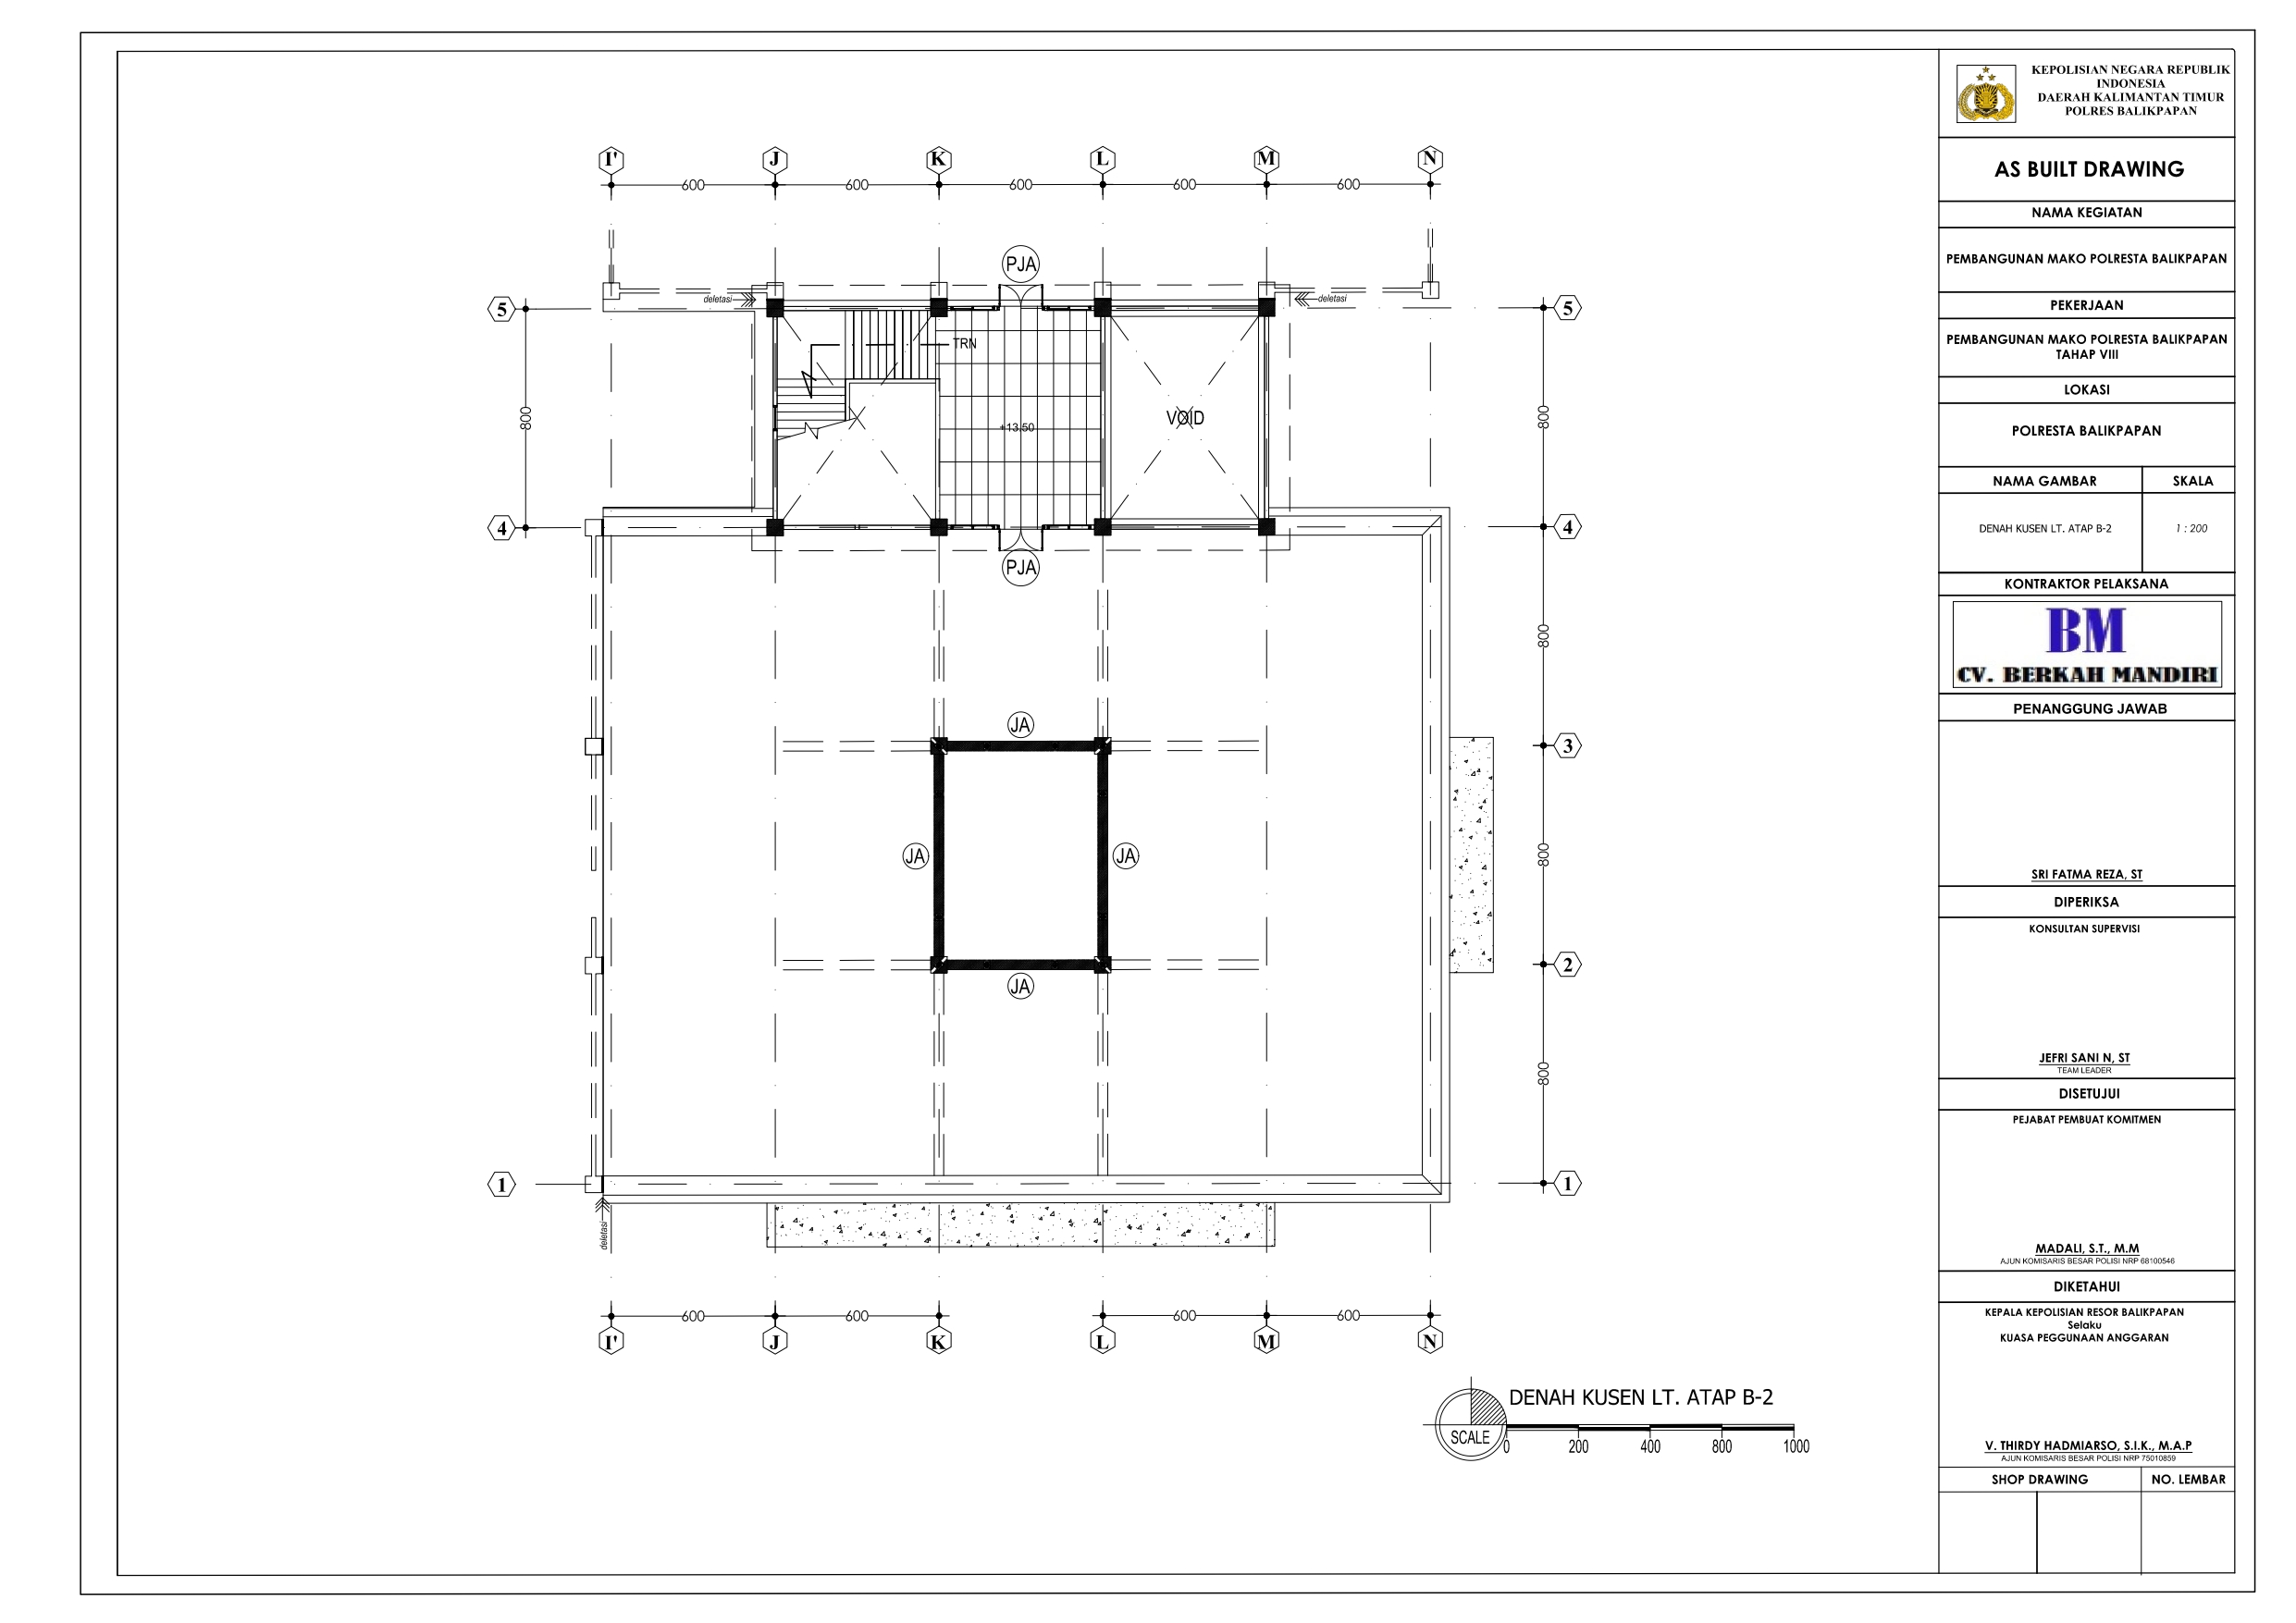 I'
J
K
L
M
N
600
600
600
600
600
PJA
deletasi
deletasi
5
5
TRN
800
VOID
800
+13.50
4
4
PJA
800
JA
3
JA
JA
800
2
JA
800
1
1
deletasi
600
600
600
600
I'
J
K
L
M
N
DENAH KUSEN LT. ATAP B-2
SCALE
0
200
400
800
1000
KEPOLISIAN NEGARA REPUBLIK
INDONESIA
DAERAH KALIMANTAN TIMUR
POLRES BALIKPAPAN
AS BUILT DRAWING
NAMA KEGIATAN
PEMBANGUNAN MAKO POLRESTA BALIKPAPAN
PEKERJAAN
PEMBANGUNAN MAKO POLRESTA BALIKPAPAN
TAHAP VIII
LOKASI
POLRESTA BALIKPAPAN
NAMA GAMBAR
SKALA
DENAH KUSEN LT. ATAP B-2
1 : 200
KONTRAKTOR PELAKSANA
BM
CV. BERKAH MANDIRI
PENANGGUNG JAWAB
SRI FATMA REZA, ST
DIPERIKSA
KONSULTAN SUPERVISI
JEFRI SANI N, ST
TEAM LEADER
DISETUJUI
PEJABAT PEMBUAT KOMITMEN
MADALI, S.T., M.M
AJUN KOMISARIS BESAR POLISI NRP 68100546
DIKETAHUI
KEPALA KEPOLISIAN RESOR BALIKPAPAN
Selaku
KUASA PEGGUNAAN ANGGARAN
V. THIRDY HADMIARSO, S.I.K., M.A.P
AJUN KOMISARIS BESAR POLISI NRP 75010859
SHOP DRAWING
NO. LEMBAR